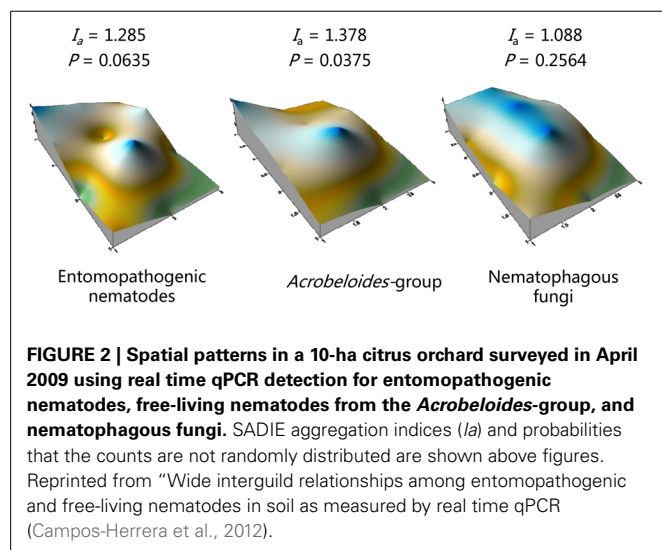 Ia = 1.285
P = 0.0635
Ia = 1.378
P = 0.0375
Ia = 1.088
P = 0.2564
Entomopathogenic
nematodes
Acrobeloides-group
Nematophagous
fungi
FIGURE 2 | Spatial patterns in a 10-ha citrus orchard surveyed in April
2009 using real time qPCR detection for entomopathogenic
nematodes, free-living nematodes from the Acrobeloides-group, and
nematophagous fungi. SADIE aggregation indices (Ia) and probabilities
that the counts are not randomly distributed are shown above figures.
Reprinted from “Wide interguild relationships among entomopathogenic
and free-living nematodes in soil as measured by real time qPCR
(Campos-Herrera et al., 2012).